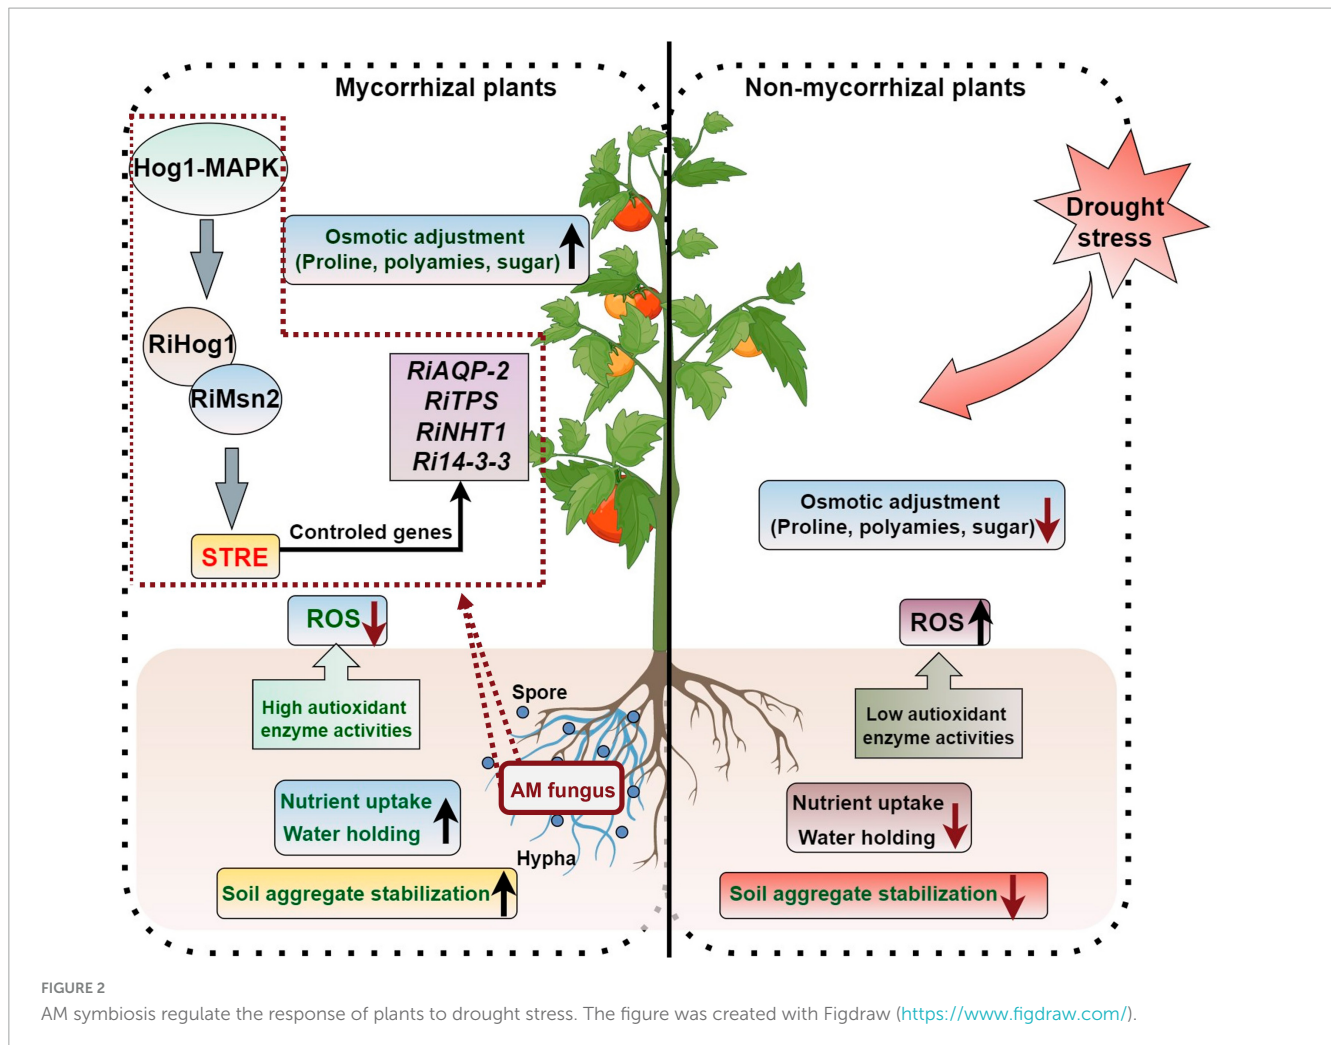 Mycorrhizal plants
Non-mycorrhizal plants
Hog1-MAPK
Drought
stress
Osmotic adjustment
(Proline, polyamies, sugar)
RiHog1
RiMsn2
RiAQP-2
RiTPS
RiNHT1
Ri14-3-3
STRE
Controled genes
Osmotic adjustment
(Proline, polyamies, sugar)
ROS
ROS
High autioxidant
enzyme activities
Spore
Low autioxidant
enzyme activities
AM fungus
Nutrient uptake
Water holding
Hypha
Nutrient uptake
Water holding
Soil aggregate stabilization
Soil aggregate stabilization
FIGURE 2
AM symbiosis regulate the response of plants to drought stress. The figure was created with Figdraw (https://www.figdraw.com/).